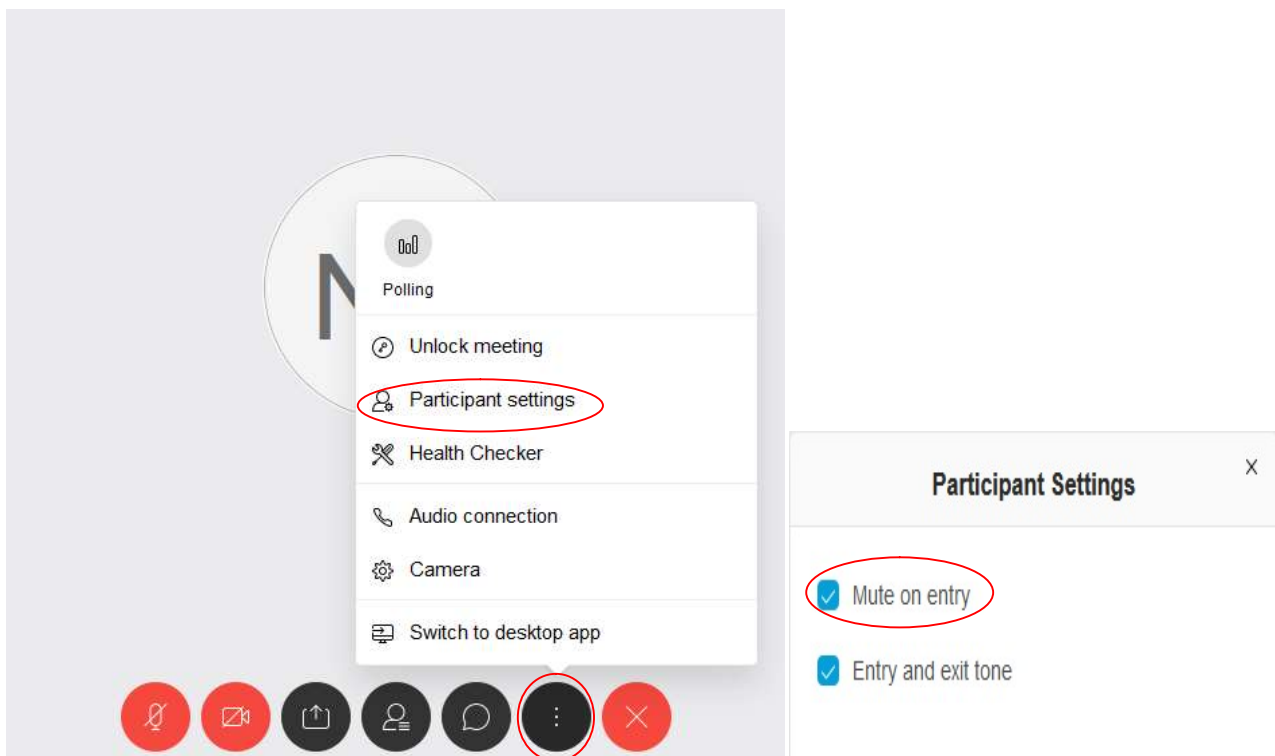 N
Polling
Unlock meeting
Participant settings
Health Checker
Audio connection
Camera
Switch to desktop app
Participant Settings
X
Mute on entry
Entry and exit tone